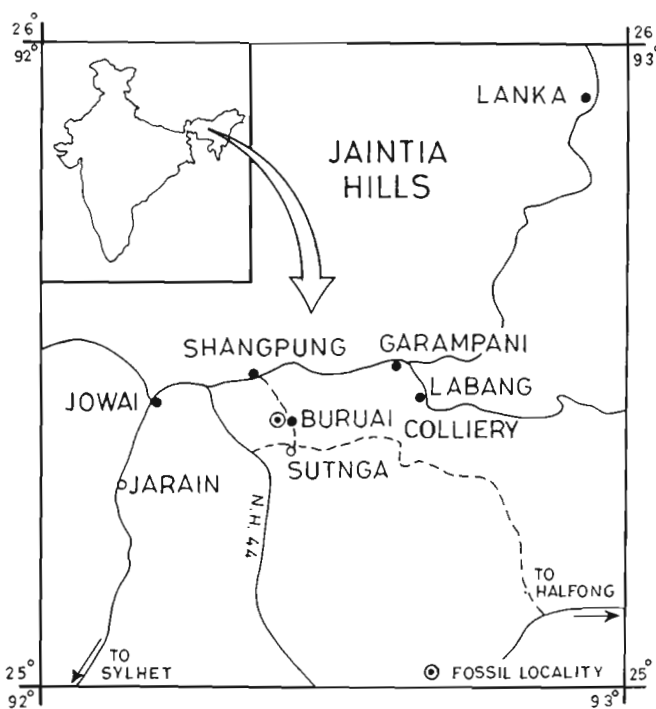 26°
92°
26°
93°
LANKA
JAINTIA
HILLS
SHANGPUNG
GARAMPANI
JOWAI
LABANG
BURUAI
COLLIERY
SUTNGA
JARAIN
N.H.44
TO
HALFONG
TO
SYLHET
FOSSIL LOCALITY
25°
92°
25°
93°